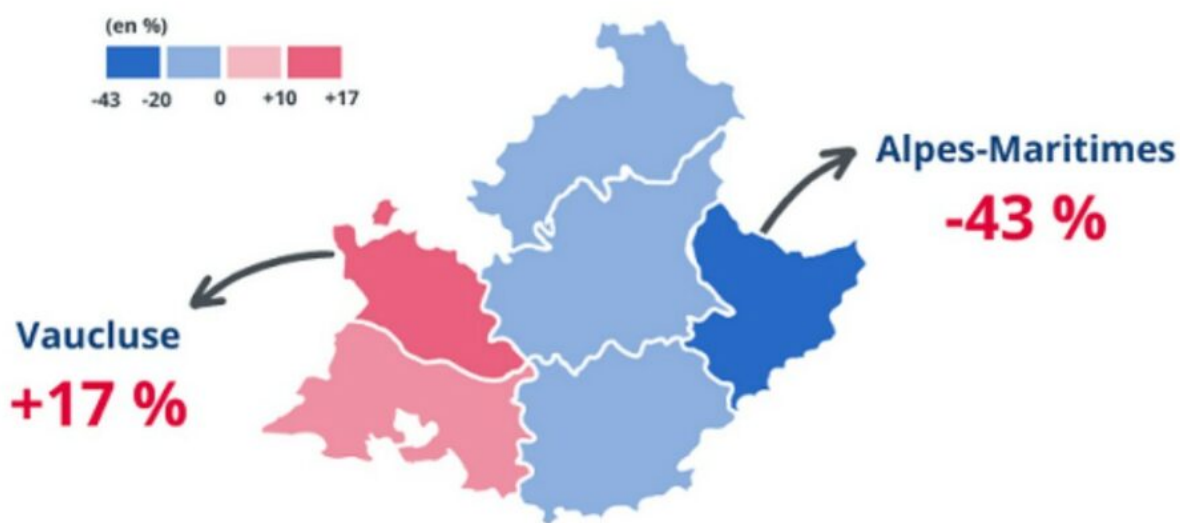 (en %)
-43 -20 0 +10 +17
Alpes-Maritimes
-43 %
Vaucluse
+17 %